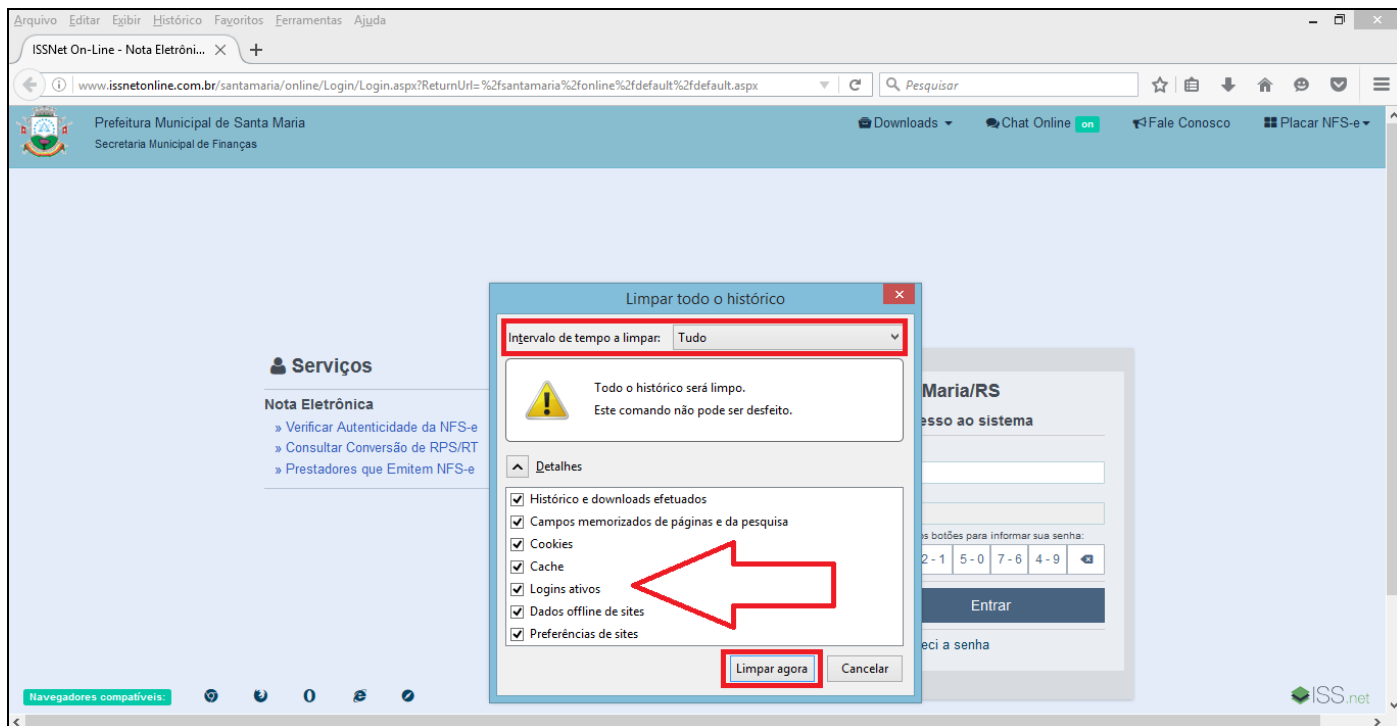 Arquivo Editar Exibir Histórico Favoritos Ferramentas Ajuda
ISSNet On-Line - Nota Eletrôni...
www.issnetonline.com.br/santamaria/online/Login/Login.aspx?ReturnUrl=%2fsantamaria%2fonline%2fdefault%2fdefault.aspx
Pesquisar
Prefeitura Municipal de Santa Maria
Secretaria Municipal de Finanças
Downloads
Chat Online on
Fale Conosco
Placar NFS-e
Serviços
Nota Eletrônica
» Verificar Autenticidade da NFS-e
» Consultar Conversão de RPS/RT
» Prestadores que Emitem NFS-e
Limpar todo o histórico
Intervalo de tempo a limpar: Tudo
Todo o histórico será limpo.
Este comando não pode ser desfeito.
Detalhes
Histórico e downloads efetuados
Campos memorizados de páginas e da pesquisa
Cookies
Cache
Logins ativos
Dados offline de sites
Preferências de sites
Limpar agora
Cancelar
Maria/RS
esso ao sistema
os botões para informar sua senha:
2 - 1 5 - 0 7 - 6 4 - 9
Entrar
eci a senha
Navegadores compatíveis:
ISS.net